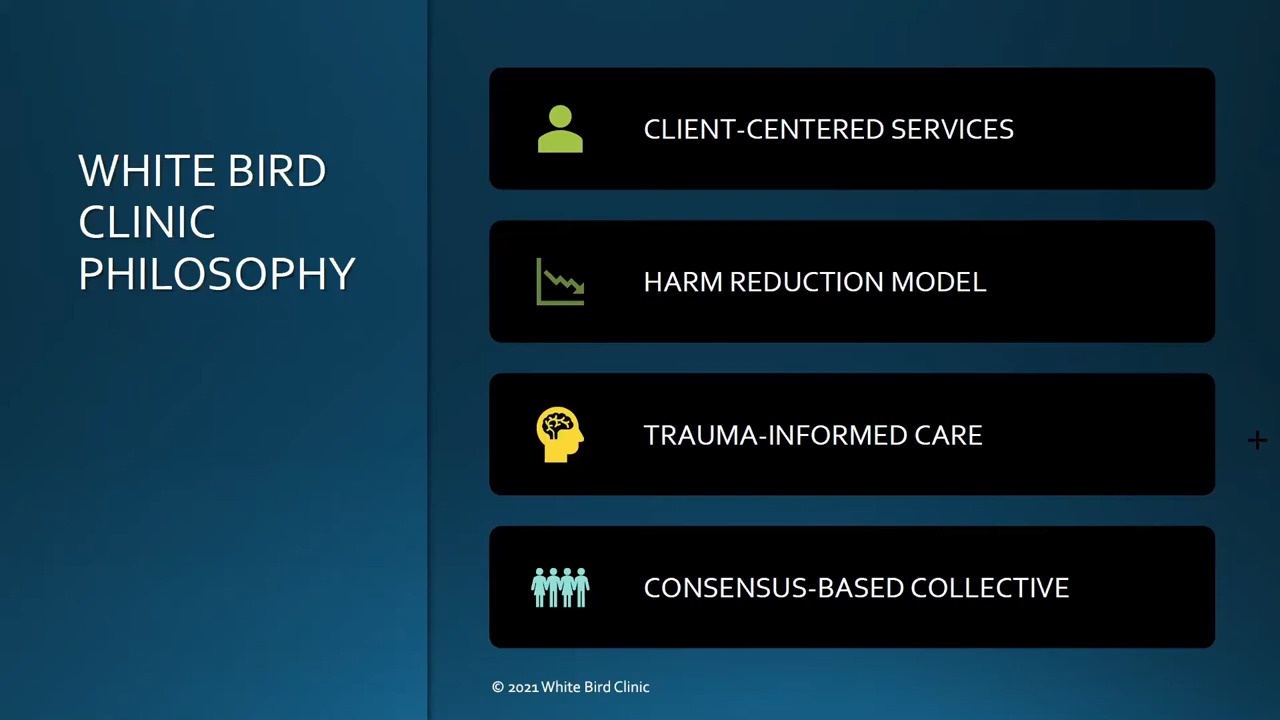 WHITE BIRD
CLINIC
PHILOSOPHY
CLIENT-CENTERED SERVICES
HARM REDUCTION MODEL
TRAUMA-INFORMED CARE
CONSENSUS-BASED COLLECTIVE
© 2021 White Bird Clinic